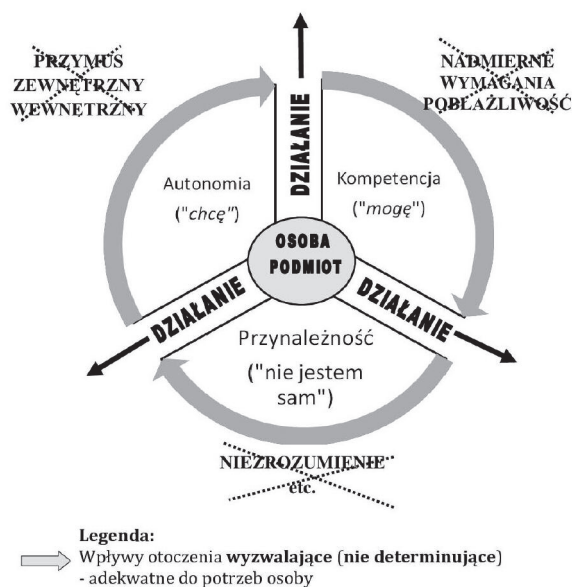 PRZYMUS
ZEWNĘTRZNY
WEWNĘTRZNY
NADMIERNE
WYMAGANIA
POBŁAŻLIWOŚĆ
DZIAŁANIE
Autonomia
("chcę")
Kompetencja
("mogę")
OSOBA
PODMIOT
DZIAŁANIE
DZIAŁANIE
Przynależność
("nie jestem
sam")
NIEZROZUMIENIE
etc.
Legenda:
Wpływy otoczenia wyzwalające (nie determinujące)
- adekwatne do potrzeb osoby